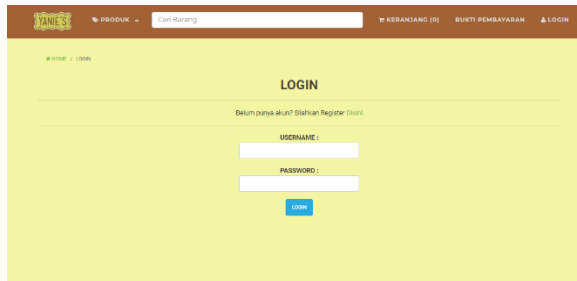 YANIE'S
PRODUK
Cari Barang
KERANJANG (0)
BUKTI PEMBAYARAN
LOGIN
HOME / LOGIN
LOGIN
Belum punya akun? Silahkan Register Disini
USERNAME :
PASSWORD :
LOGIN